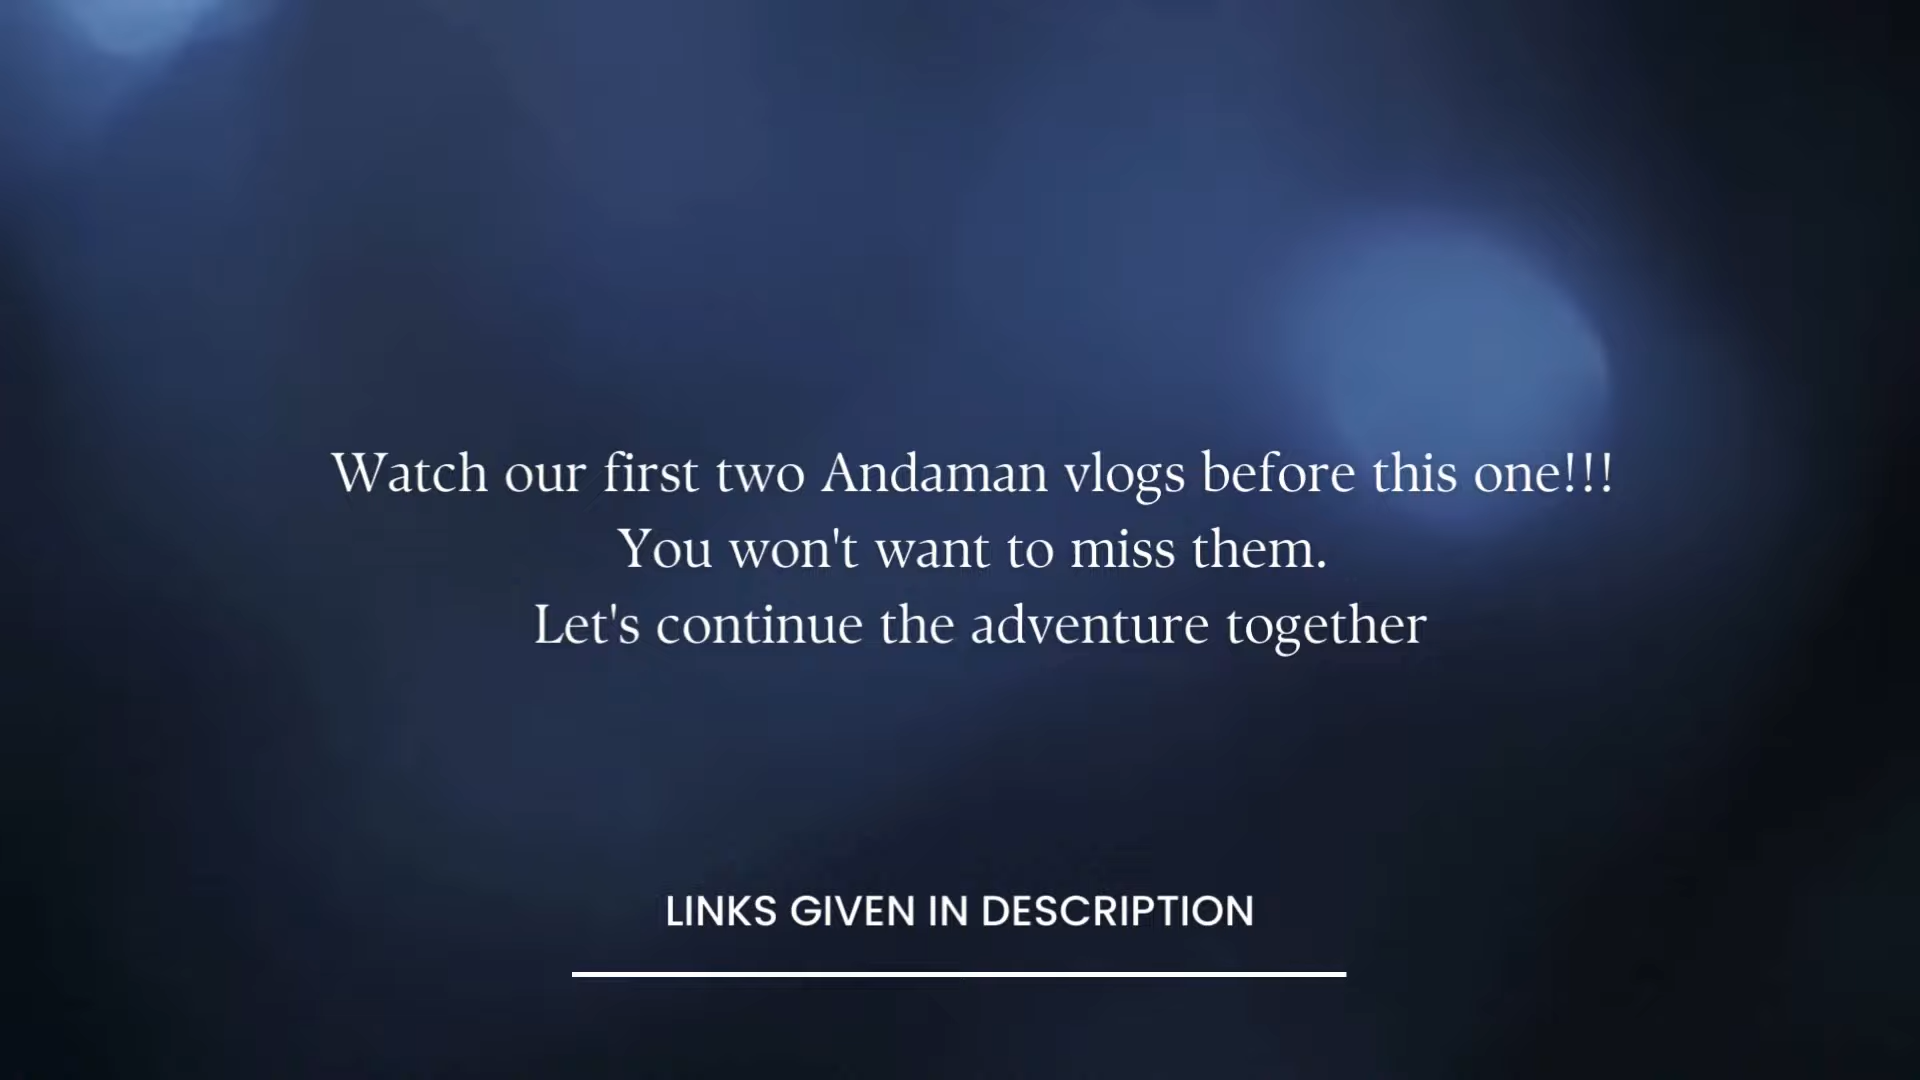 Watch our first two Andaman vlogs before this one!!!
You won't want to miss them.
Let's continue the adventure together
LINKS GIVEN IN DESCRIPTION